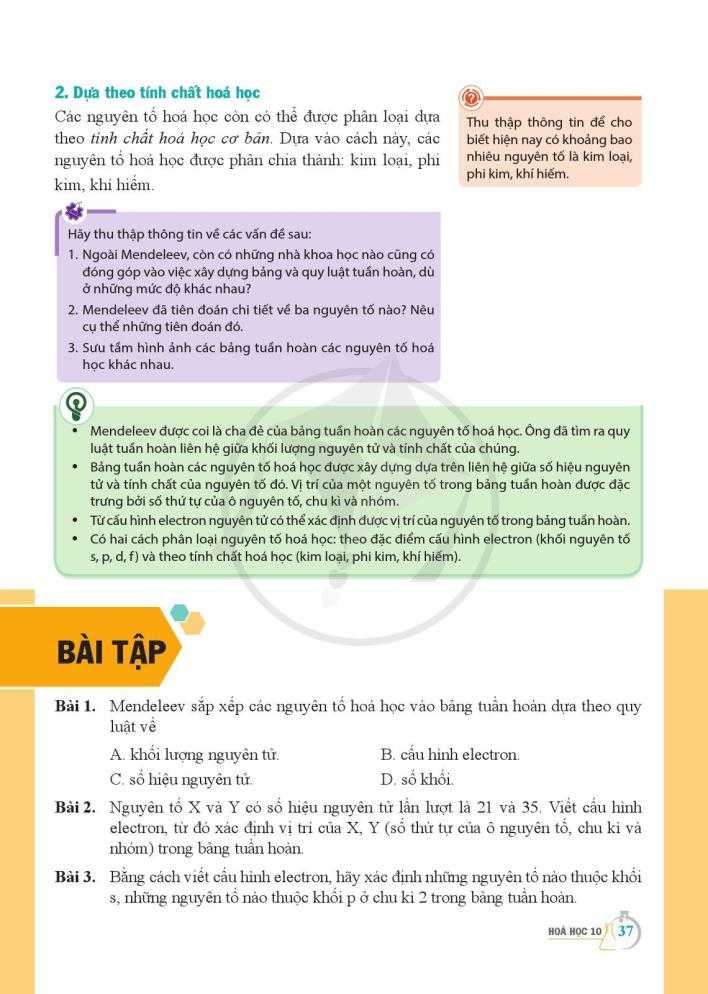 2. Dựa theo tính chất hoá học
Các nguyên tố hoá học còn có thể được phân loại dựa
theo tính chất hoá học cơ bản. Dựa vào cách này, các
nguyên tố hoá học được phân chia thành: kim loại, phi
kim, khí hiếm.
Thu thập thông tin để cho
biết hiện nay có khoảng bao
nhiêu nguyên tố là kim loại,
phi kim, khí hiếm.
Hãy thu thập thông tin về các vấn đề sau:
1. Ngoài Mendeleev, còn có những nhà khoa học nào cũng có
đóng góp vào việc xây dựng bảng và quy luật tuần hoàn, dù
ở những mức độ khác nhau?
2. Mendeleev đã tiên đoán chi tiết về ba nguyên tố nào? Nêu
cụ thể những tiên đoán đó.
3. Sưu tầm hình ảnh các bảng tuần hoàn các nguyên tố hoá
học khác nhau.
• Mendeleev được coi là cha đẻ của bảng tuần hoàn các nguyên tố hoá học. Ông đã tìm ra quy
luật tuần hoàn liên hệ giữa khối lượng nguyên tử và tính chất của chúng.
• Bảng tuần hoàn các nguyên tố hoá học được xây dựng dựa trên liên hệ giữa số hiệu nguyên
tử và tính chất của nguyên tố đó. Vị trí của một nguyên tố trong bảng tuần hoàn được đặc
trưng bởi số thứ tự của ô nguyên tố, chu kì và nhóm.
• Từ cấu hình electron nguyên tử có thể xác định được vị trí của nguyên tố trong bảng tuần hoàn.
• Có hai cách phân loại nguyên tố hoá học: theo đặc điểm cấu hình electron (khối nguyên tố
s, p, d, f) và theo tính chất hoá học (kim loại, phi kim, khí hiếm).
BÀI TẬP
Bài 1. Mendeleev sắp xếp các nguyên tố hoá học vào bảng tuần hoàn dựa theo quy
luật về
A. khối lượng nguyên tử. B. cấu hình electron.
C. số hiệu nguyên tử. D. số khối.
Bài 2. Nguyên tố X và Y có số hiệu nguyên tử lần lượt là 21 và 35. Viết cấu hình
electron, từ đó xác định vị trí của X, Y (số thứ tự của ô nguyên tố, chu kì và
nhóm) trong bảng tuần hoàn.
Bài 3. Bằng cách viết cấu hình electron, hãy xác định những nguyên tố nào thuộc khối
s, những nguyên tố nào thuộc khối p ở chu kì 2 trong bảng tuần hoàn.
HOÁ HỌC 10 37